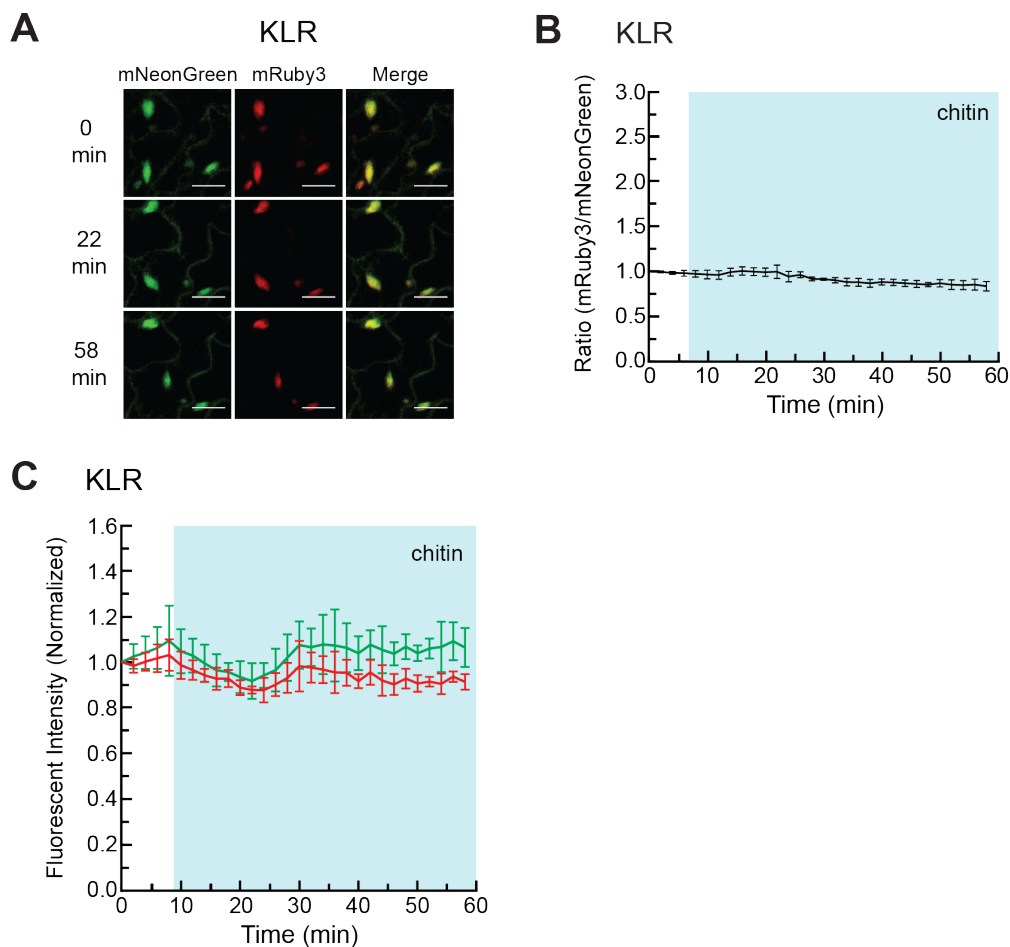 A
KLR
mNeonGreen mRuby3 Merge
0
min
22
min
58
min
B
KLR
Ratio (mRuby3/mNeonGreen)
3.0
2.5
2.0
1.5
1.0
0.5
0.0
chitin
0 10 20 30 40 50 60
Time (min)
C
KLR
Fluorescent Intensity (Normalized)
1.6
1.4
1.2
1.0
0.8
0.6
0.4
0.2
0.0
chitin
0 10 20 30 40 50 60
Time (min)